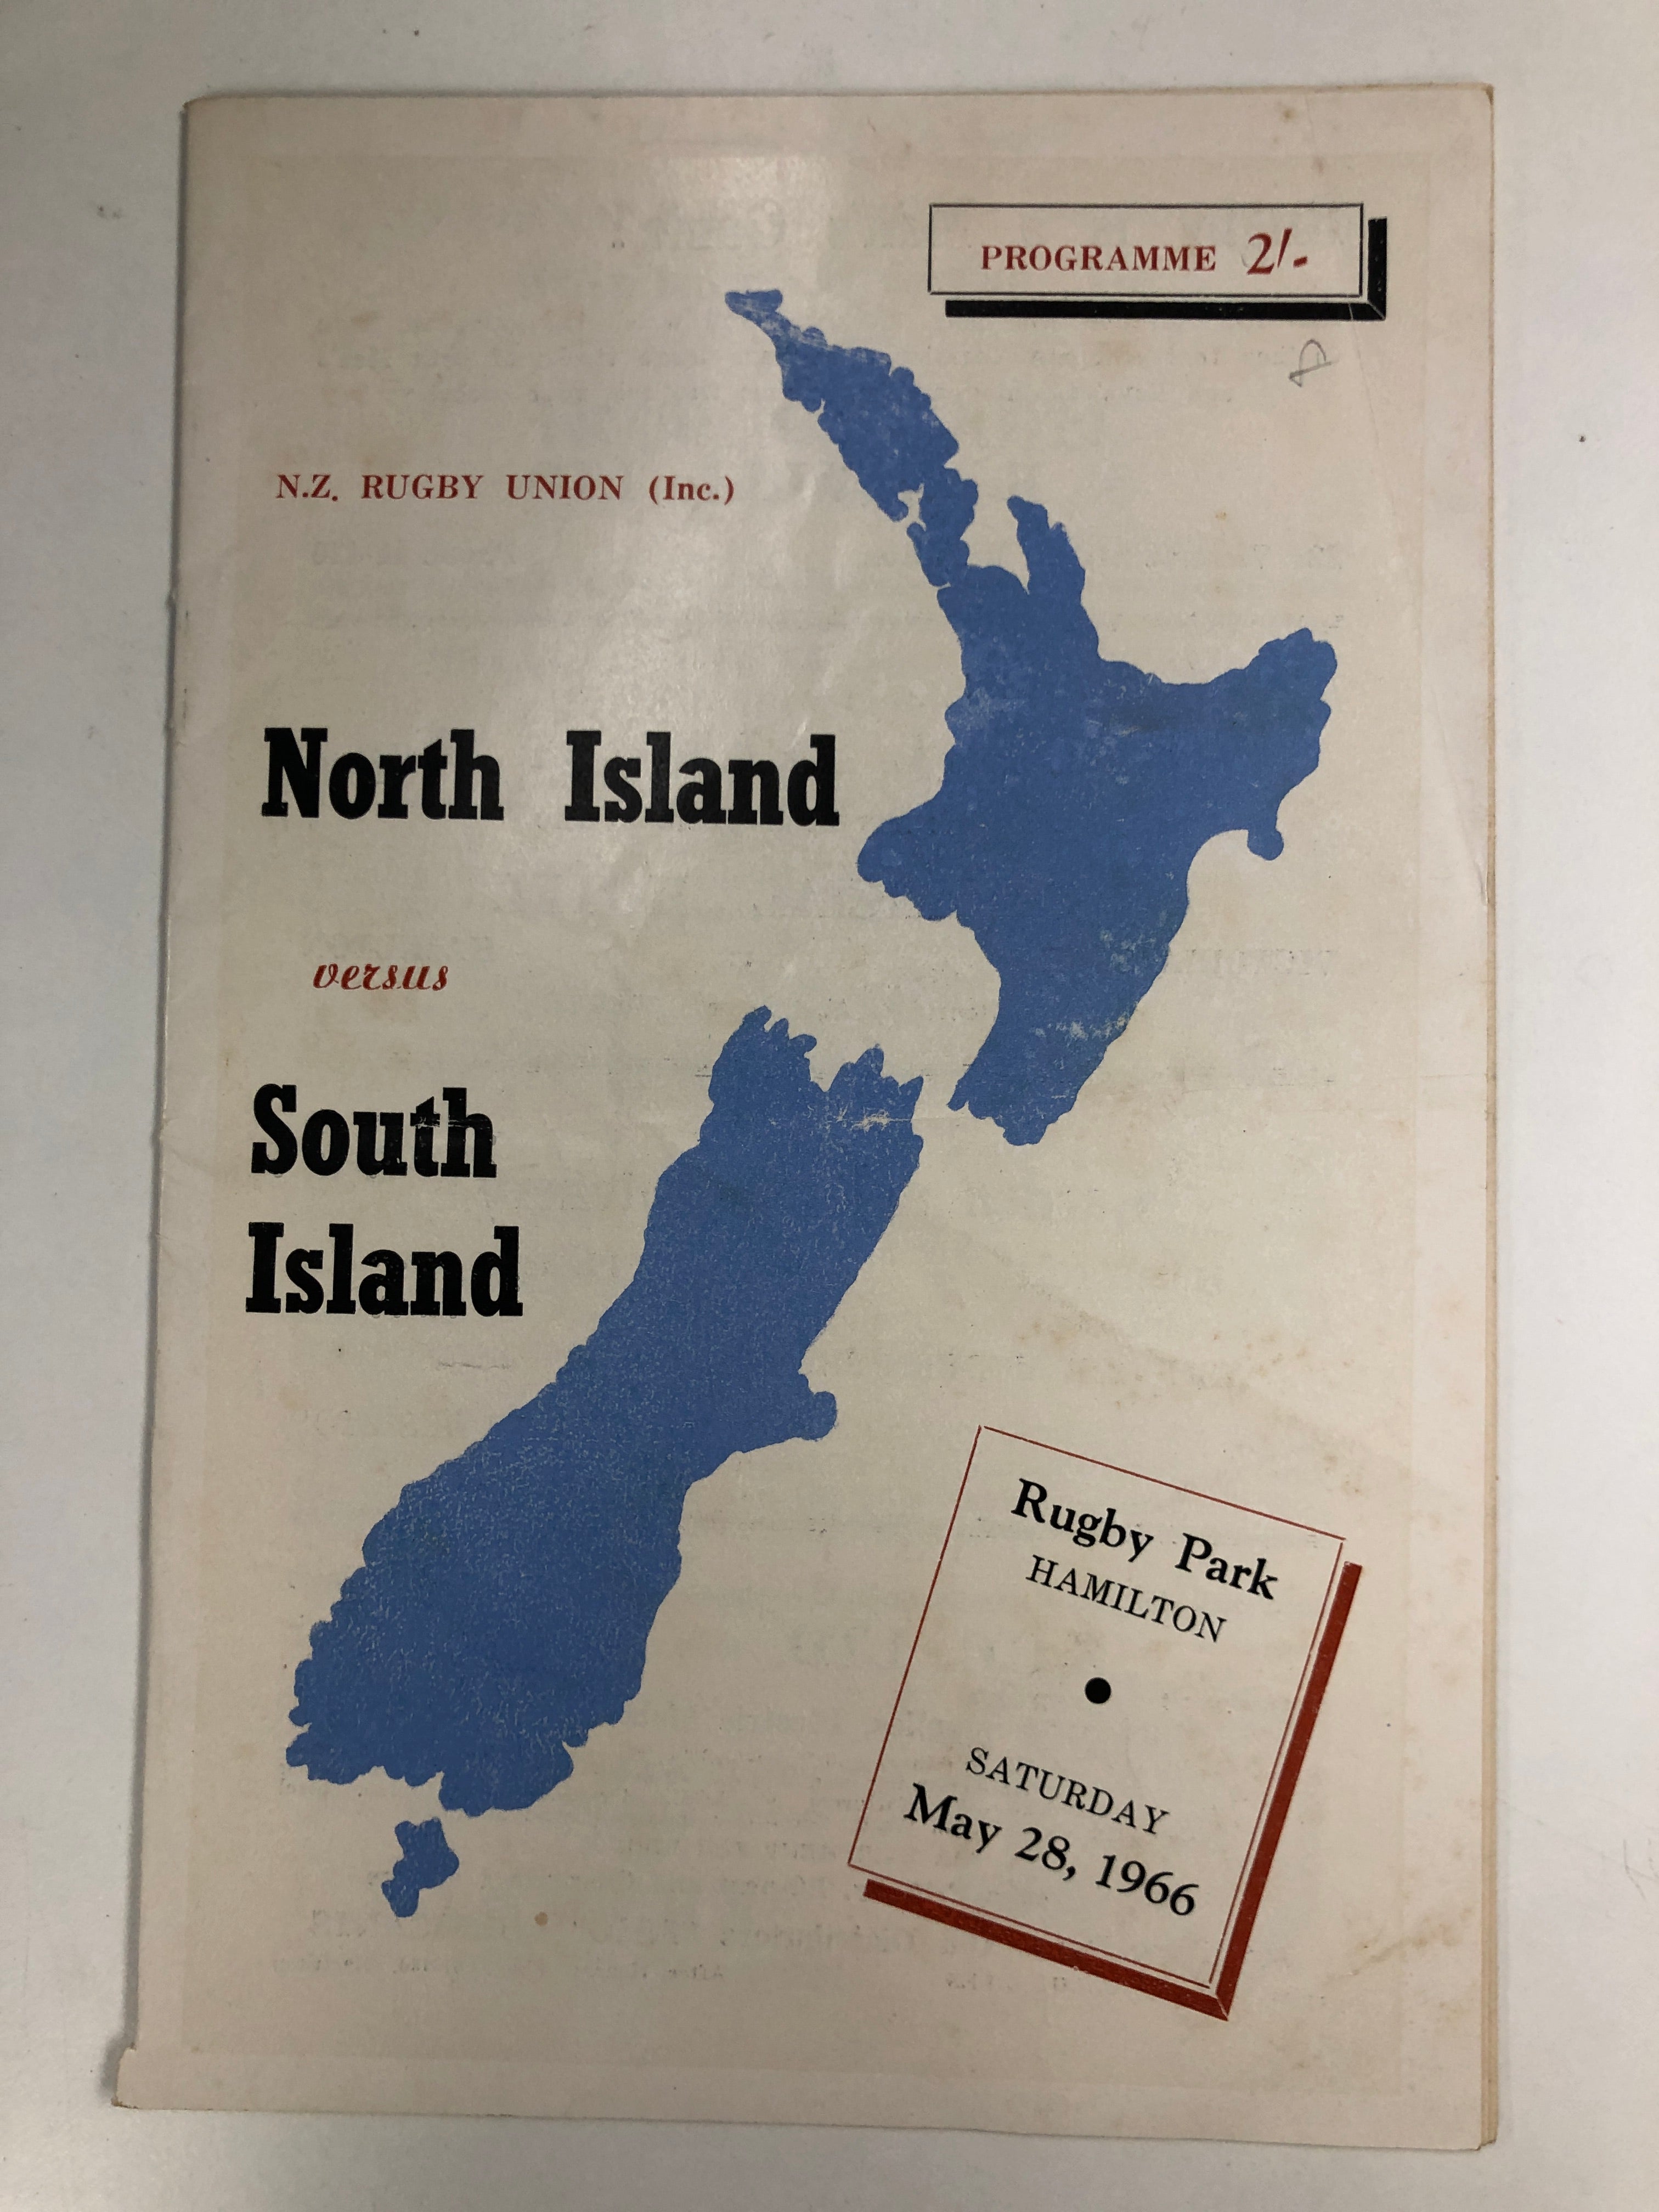 PROGRAMME 2/-
N.Z. RUGBY UNION (Inc.)
North Island
versus
South
Island
Rugby Park
HAMILTON
SATURDAY
May 28, 1966